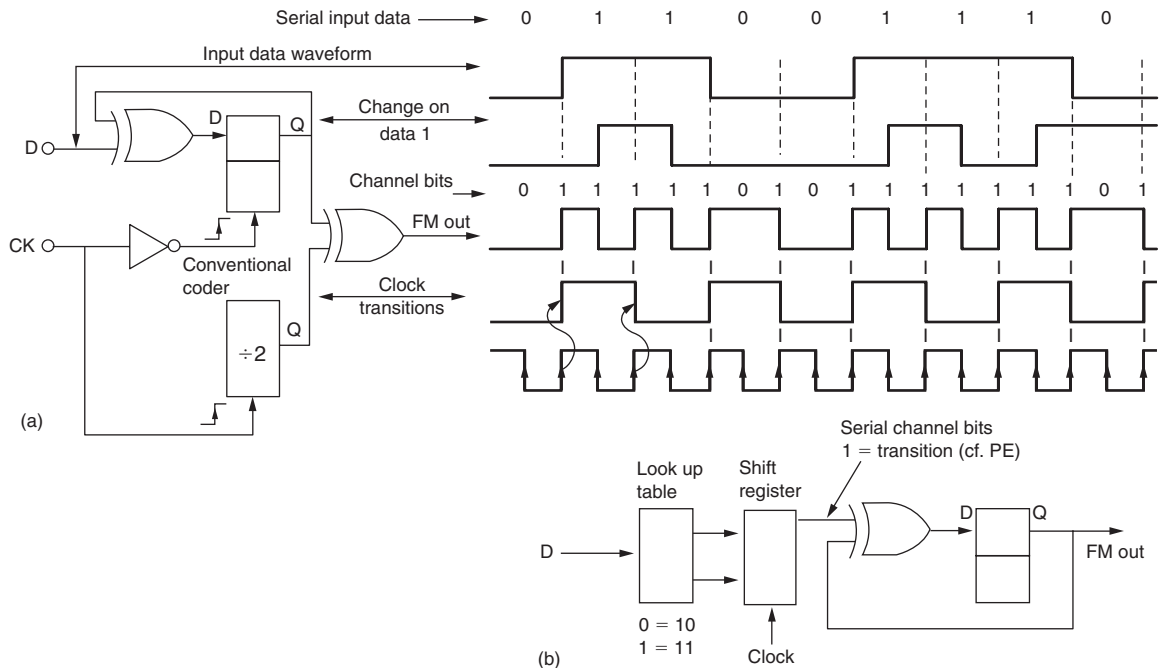 Serial input data 0 1 1 0 0 1 1 1 0
Input data waveform
D Q
Change on
data 1
D
Channel bits 0 1 1 1 1 1 0 1 0 1 1 1 1 1 1 1 0 1
FM out
CK
Conventional
coder
Clock
transitions
Q
÷2
(a)
Serial channel bits
1 = transition (cf. PE)
Look up
table
Shift
register
D
D Q
FM out
0 = 10
1 = 11
Clock
(b)